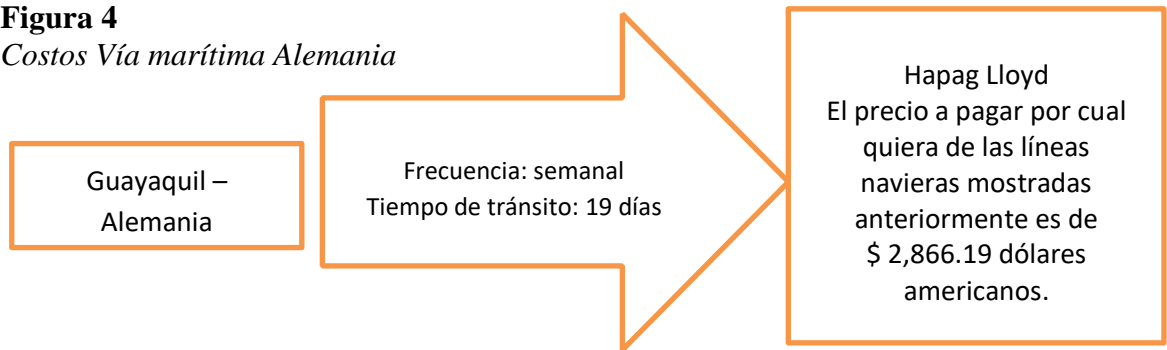 Figura 4
Costos Vía marítima Alemania
Guayaquil –
Alemania
Frecuencia: semanal
Tiempo de tránsito: 19 días
Hapag Lloyd
El precio a pagar por cual
quiera de las líneas
navieras mostradas
anteriormente es de
$ 2,866.19 dólares
americanos.